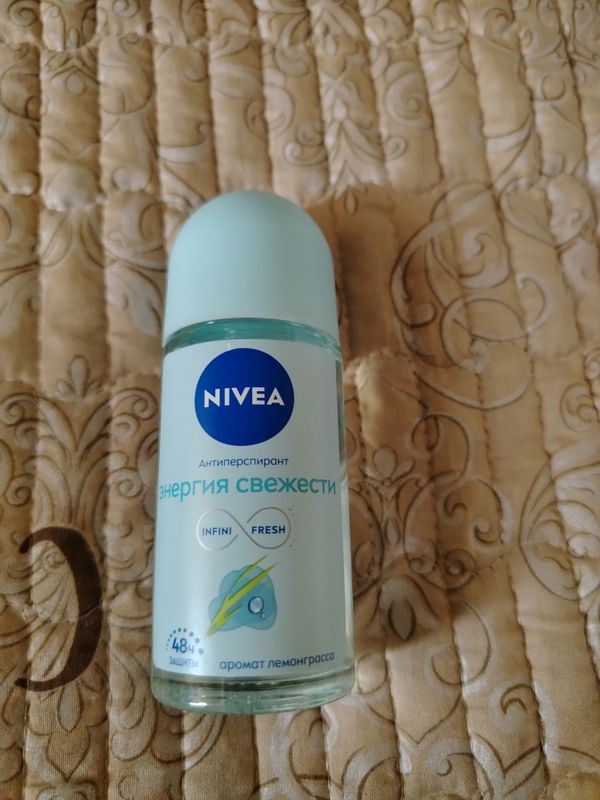 NIVEA
Антиперспирант
энергия свежести
INFINI FRESH
48ч
ЗАЩИТЫ
аромат лемонграсса